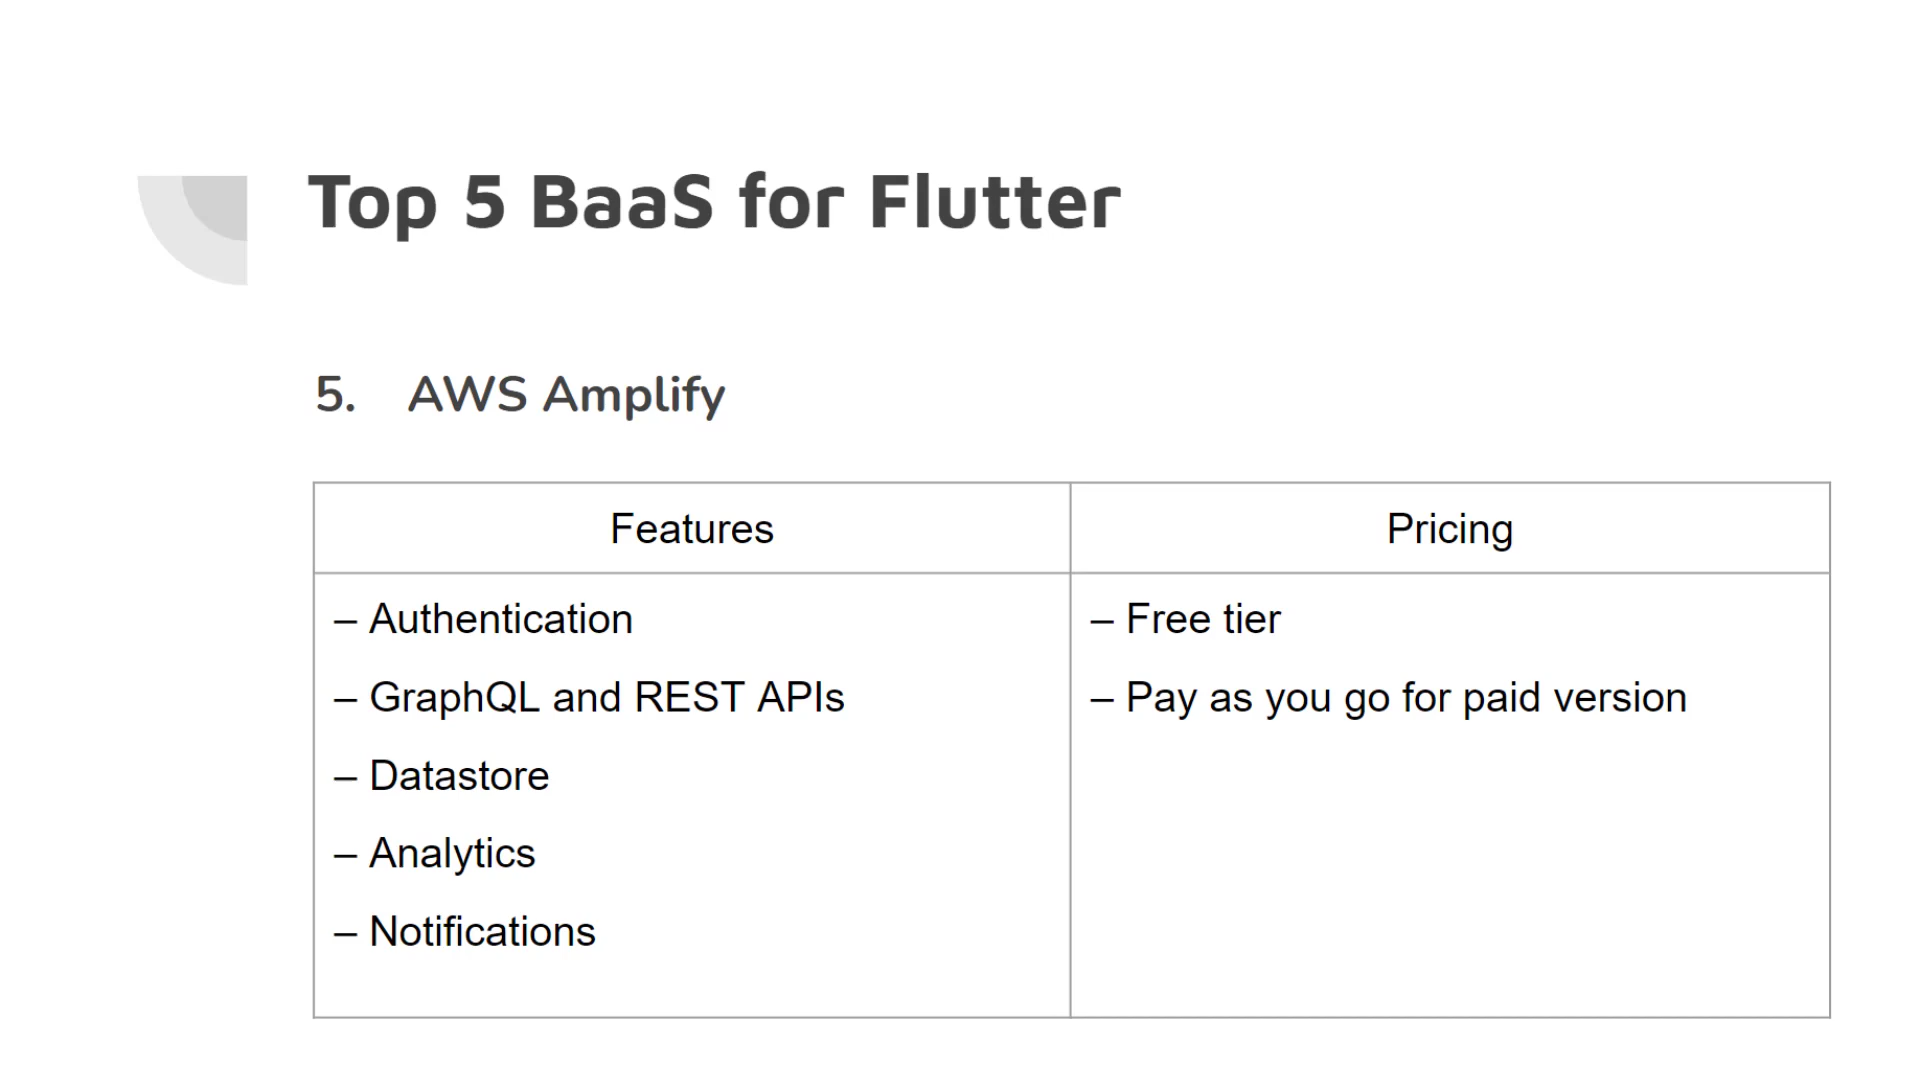 Top 5 BaaS for Flutter
5. AWS Amplify
Features
Pricing
– Authentication
– GraphQL and REST APIs
– Datastore
– Analytics
– Notifications
– Free tier
– Pay as you go for paid version